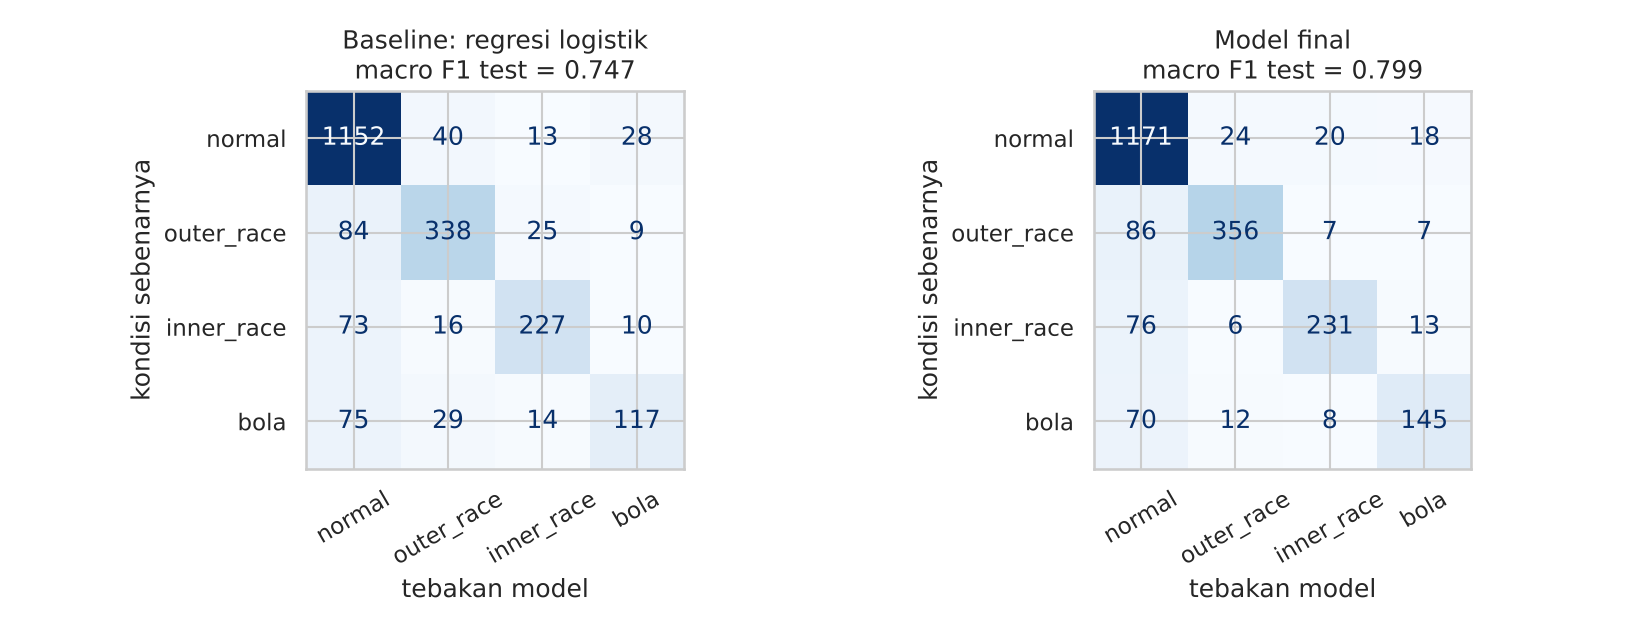 Baseline: regresi logistik
macro F1 test = 0.747
kondisi sebenarnya
normal 1152 40 13 28
outer_race 84 338 25 9
inner_race 73 16 227 10
bola 75 29 14 117
normal outer_race inner_race bola
tebakan model
Model final
macro F1 test = 0.799
kondisi sebenarnya
normal 1171 24 20 18
outer_race 86 356 7 7
inner_race 76 6 231 13
bola 70 12 8 145
normal outer_race inner_race bola
tebakan model